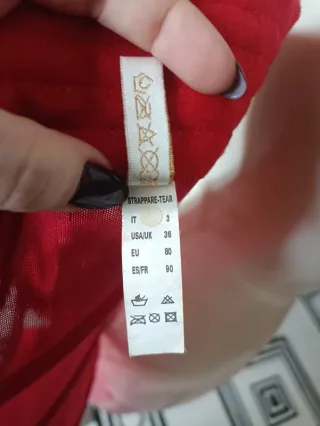 STRAPPARE-TEAR
IT 3
USA/UK 36
EU 80
ES/FR 90